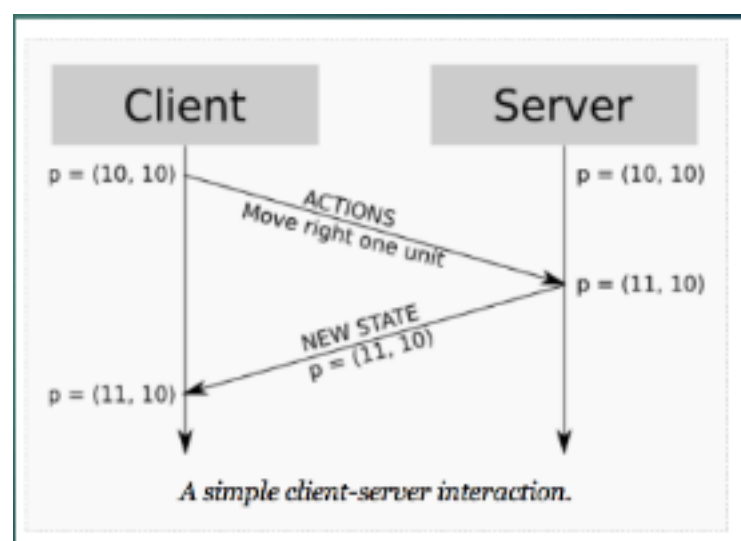 Client
Server
p = (10, 10)
p = (10, 10)
ACTIONS
Move right one unit
p = (11, 10)
NEW STATE
p = (11, 10)
p = (11, 10)
A simple client-server interaction.